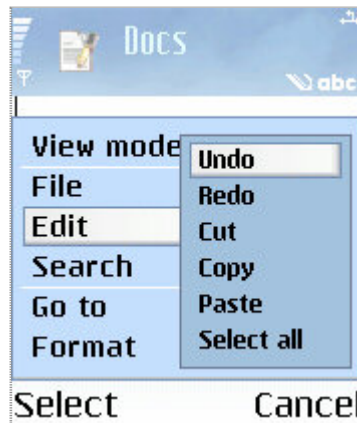 Docs
abc
View mode
File
Edit
Search
Go to
Format
Undo
Redo
Cut
Copy
Paste
Select all
Select
Cancel